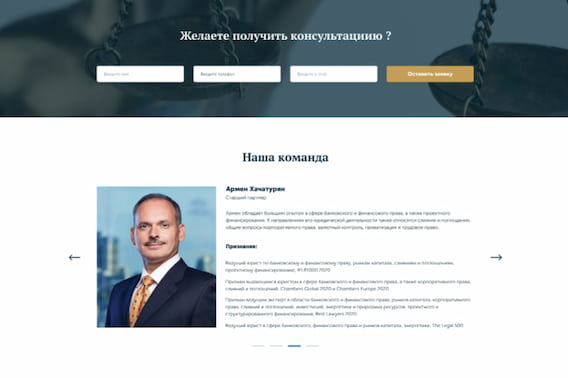 Желаете получить консультациию ?
Введите имя
Введите телефон
Введите e-mail
Оставить заявку
Наша команда
Армен Хачатурян
Старший партнер
Армен обладает большим опытом в сфере банковского и финансового права, а также проектного
финансирования. К направлениям его юридической деятельности также относятся слияния и поглощения,
общие вопросы корпоративного права, валютный контроль, приватизация и трудовое право.
Признание:
Ведущий юрист по банковскому и финансовому праву, рынкам капитала, слияниям и поглощениям,
проектному финансированию, IFLR1000 2020
Признан выдающимся юристом в сфере банковского и финансового права, а также корпоративного права,
слияний и поглощений, Chambers Global 2020 и Chambers Europe 2020
Признан ведущим экспертом в области банковского и финансового права, рынков капитала, корпоративного
права, слияний и поглощений, инвестиций, энергетики и природных ресурсов, проектного и
структурированного финансирования, Best Lawyers 2020
Ведущий юрист в сфере банковского, финансового права и рынков капитала, энергетики, The Legal 500